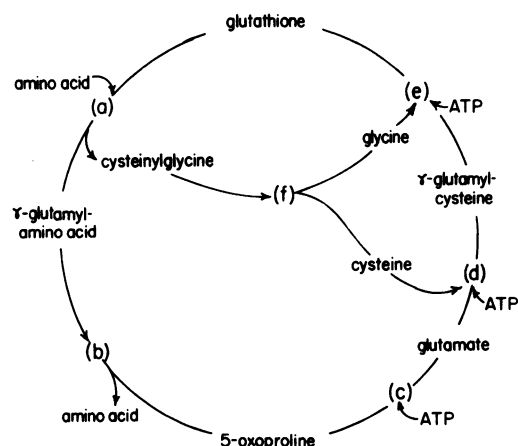 glutathione
amino acid
(a)
(e)
ATP
cysteinylglycine
glycine
(f)
γ-glutamyl-
amino acid
γ-glutamyl-
cysteine
cysteine
(d)
ATP
(b)
glutamate
amino acid
(c)
ATP
5-oxoproline